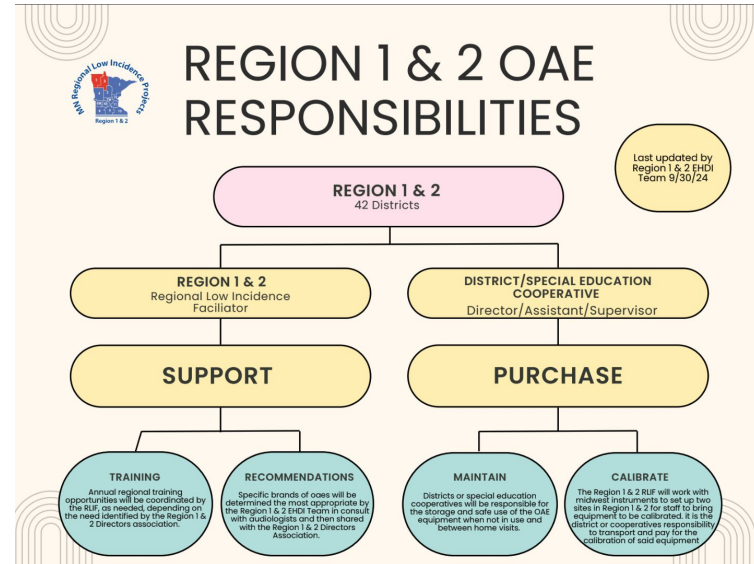 MN Regional Low Incidence Projects
Region 1 & 2
REGION 1 & 2 OAE
RESPONSIBILITIES
Last updated by
Region 1 & 2 EHDI
Team 9/30/24
REGION 1 & 2
42 Districts
REGION 1 & 2
Regional Low Incidence
Faciliator
DISTRICT/SPECIAL EDUCATION
COOPERATIVE
Director/Assistant/Supervisor
SUPPORT
PURCHASE
TRAINING
Annual regional training
opportunities will be coordinated by
the RLIF, as needed, depending on
the need identified by the Region 1 &
2 Directors association.
RECOMMENDATIONS
Specific brands of oaes will be
determined the most appropriate by
the Region 1 & 2 EHDI Team in consult
with audiologists and then shared
with the Region 1 & 2 Directors
Association.
MAINTAIN
Districts or special education
cooperatives will be responsible for
the storage and safe use of the OAE
equipment when not in use and
between home visits.
CALIBRATE
The Region 1 & 2 RLIF will work with
midwest instruments to set up two
sites in Region 1 & 2 for staff to bring
equipment to be calibrated. it is the
district or cooperatives responsibility
to transport and pay for the
calibration of said equipment